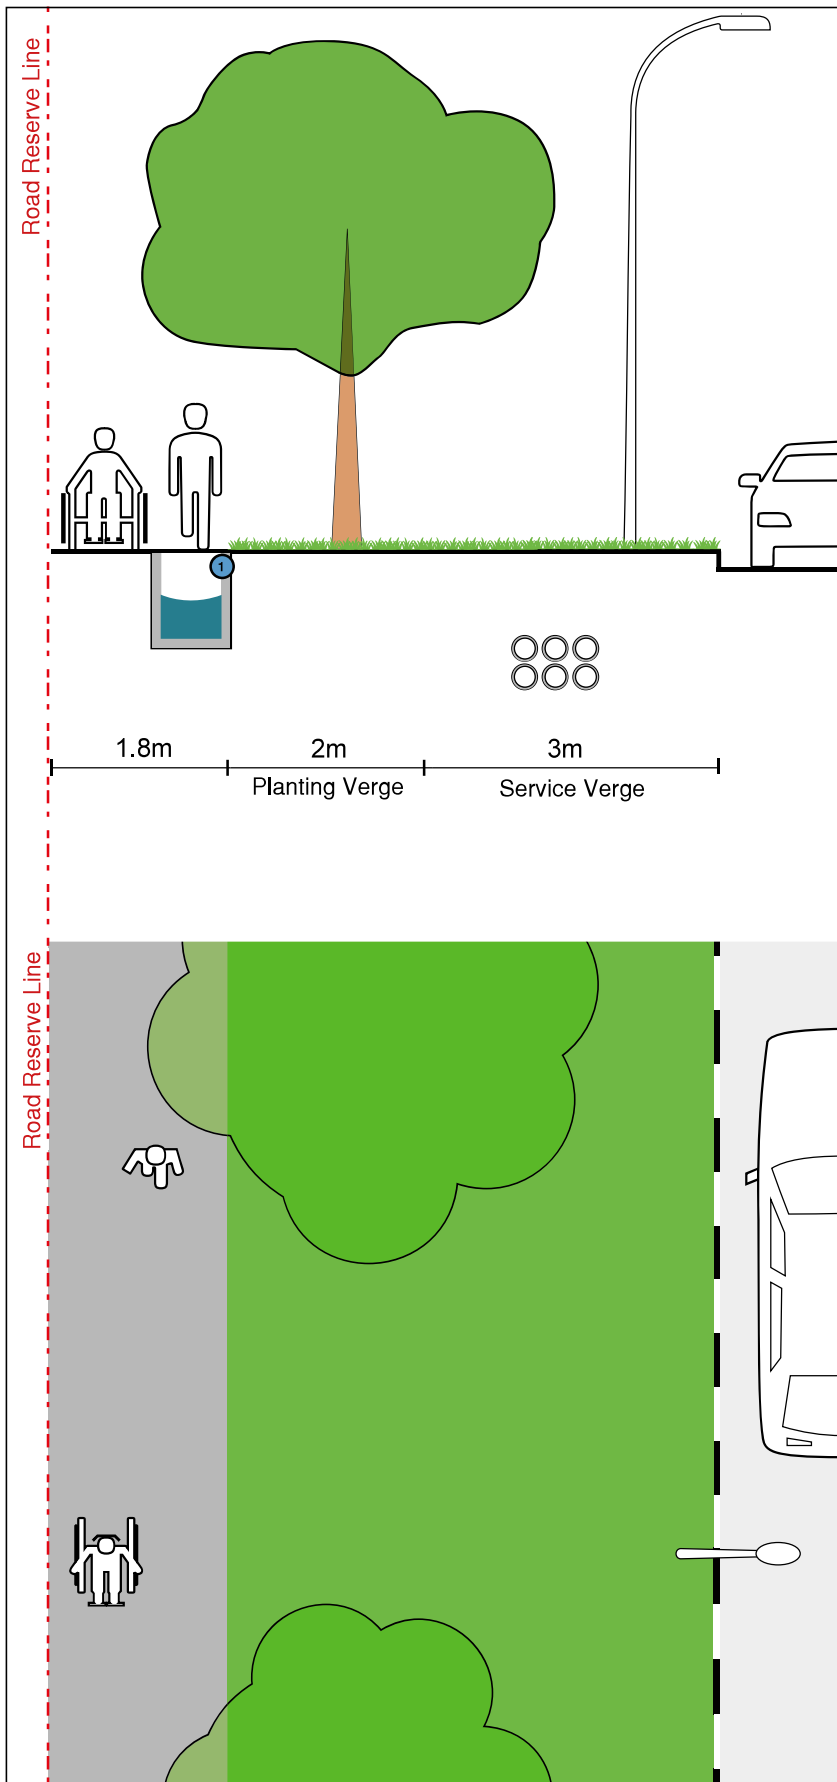 Road Reserve Line
1
1.8m
2m
3m
Planting Verge
Service Verge
Road Reserve Line